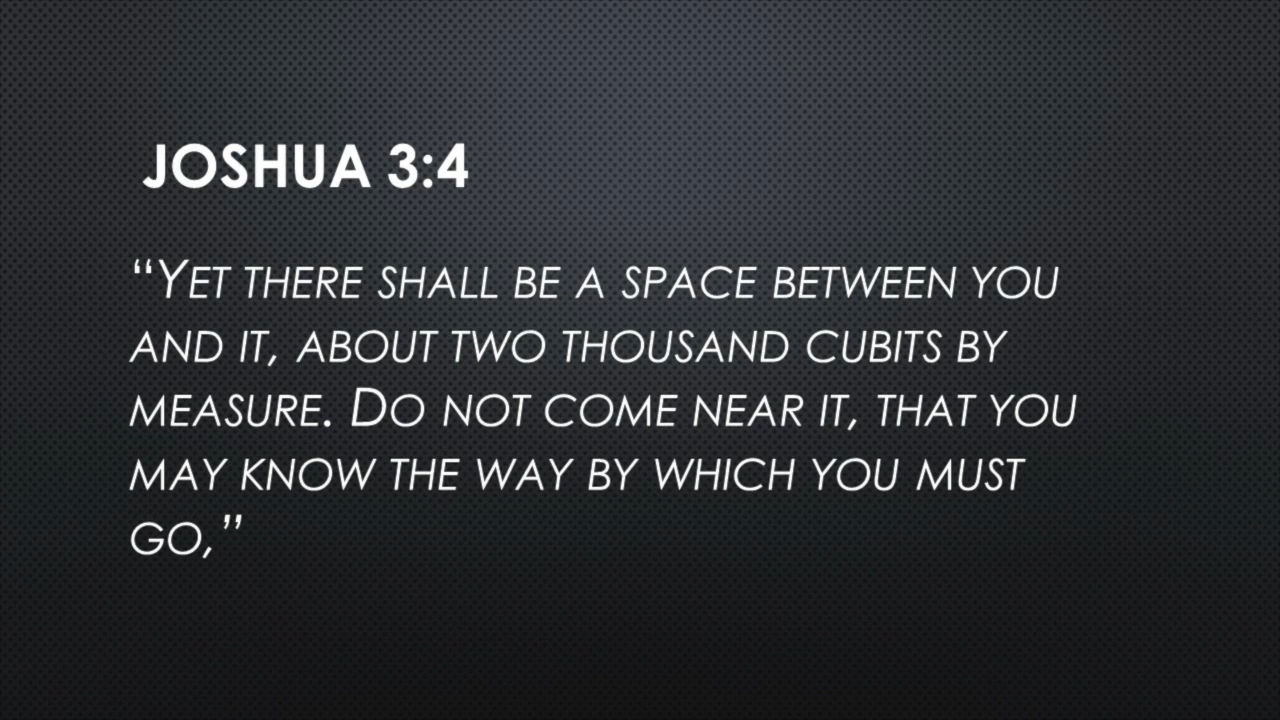 JOSHUA 3:4
“YET THERE SHALL BE A SPACE BETWEEN YOU
AND IT, ABOUT TWO THOUSAND CUBITS BY
MEASURE. DO NOT COME NEAR IT, THAT YOU
MAY KNOW THE WAY BY WHICH YOU MUST
GO,”